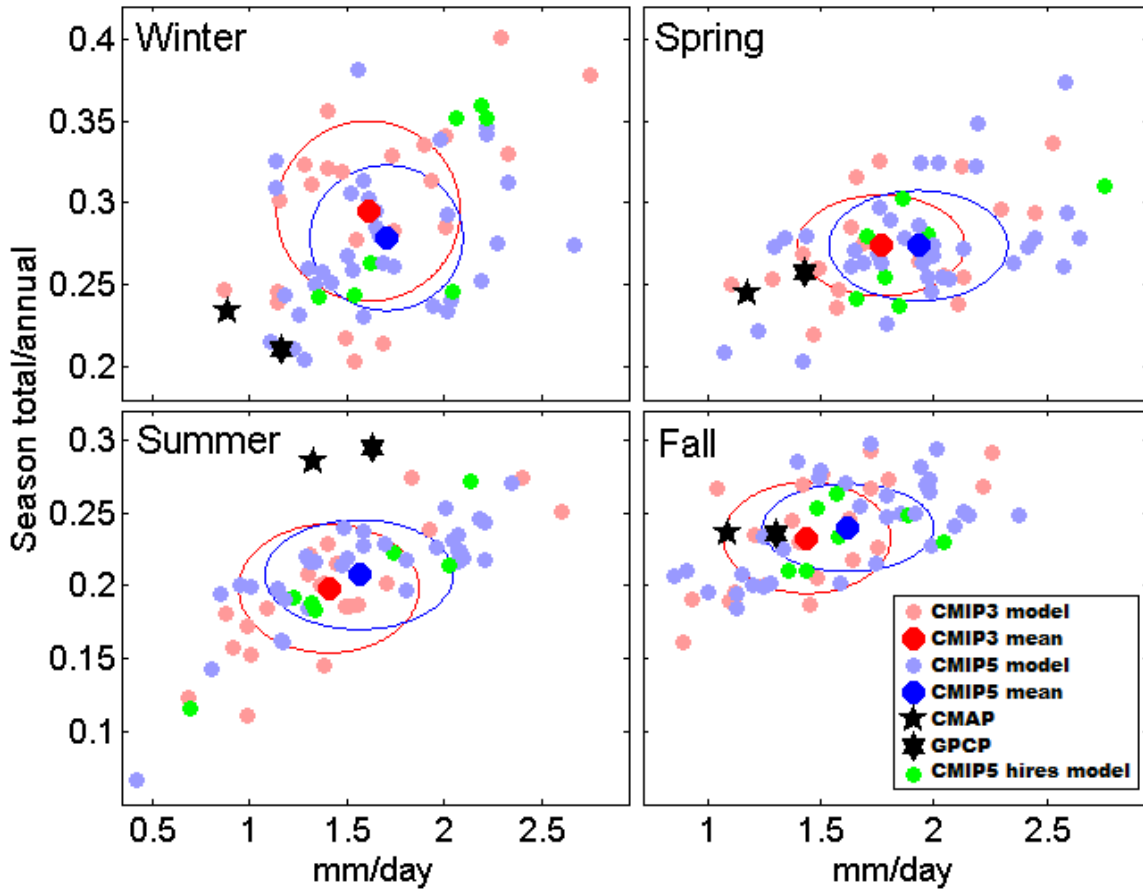 Winter
Spring
0.4
0.35
0.3
0.25
0.2
Season total/annual
Summer
Fall
0.3
0.25
0.2
0.15
0.1
CMIP3 model
CMIP3 mean
CMIP5 model
CMIP5 mean
CMAP
GPCP
CMIP5 hires model
0.5 1 1.5 2 2.5
1 1.5 2 2.5
mm/day
mm/day